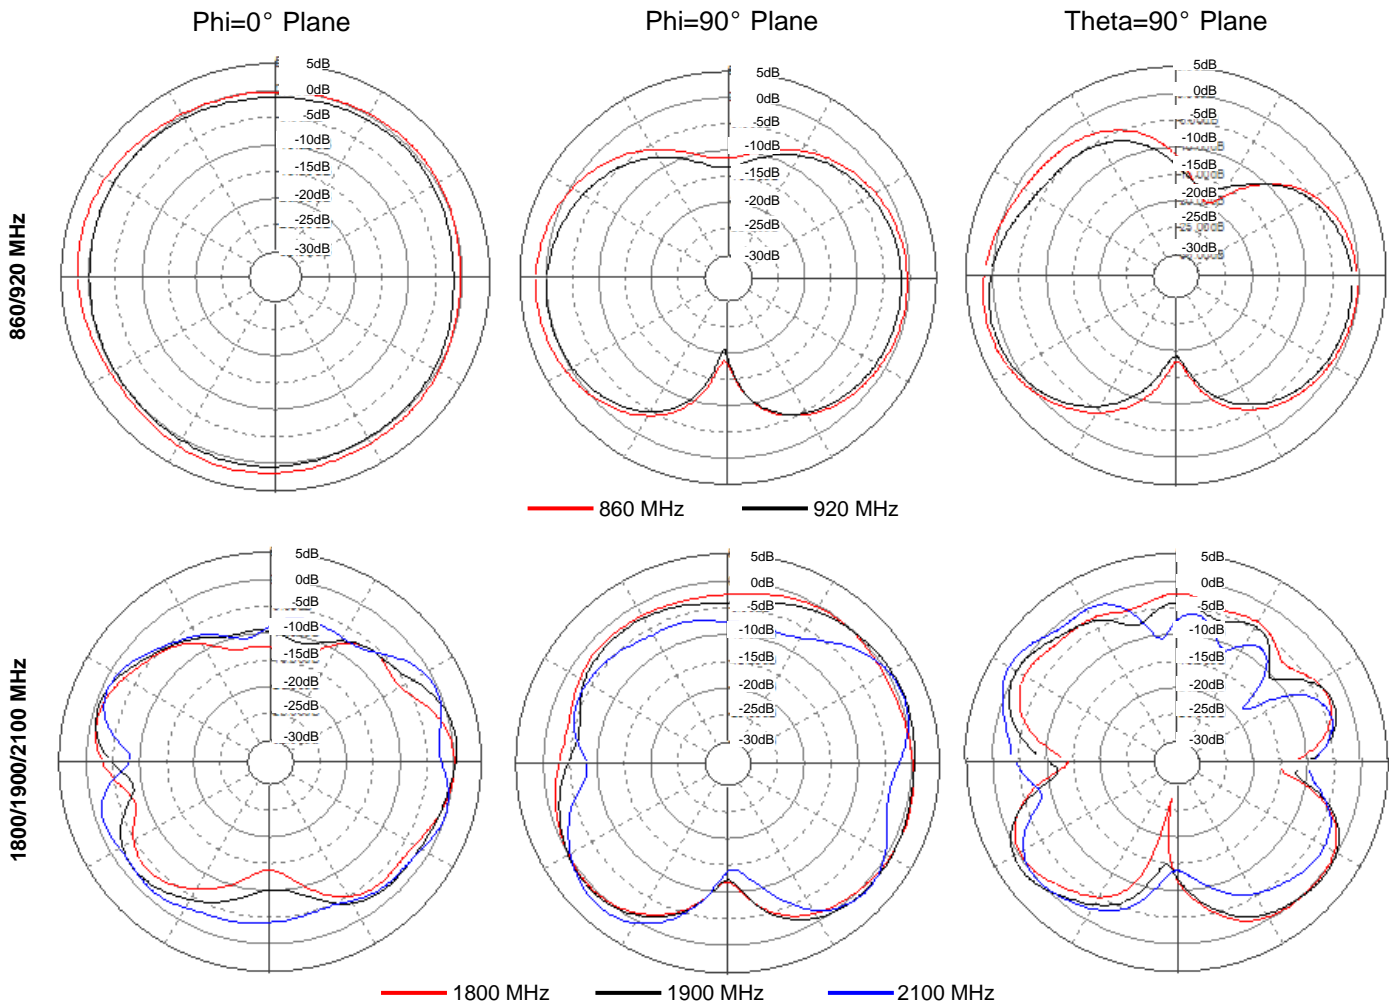 Phi=0° Plane
Phi=90° Plane
Theta=90° Plane
860/920 MHz
5dB
0dB
-5dB
-10dB
-15dB
-20dB
-25dB
-30dB
5dB
0dB
-5dB
-10dB
-15dB
-20dB
-25dB
-30dB
5dB
0dB
-5dB
-10dB
-15dB
-20dB
-25dB
-30dB
860 MHz
920 MHz
1800/1900/2100 MHz
5dB
0dB
-5dB
-10dB
-15dB
-20dB
-25dB
-30dB
5dB
0dB
-5dB
-10dB
-15dB
-20dB
-25dB
-30dB
5dB
0dB
-5dB
-10dB
-15dB
-20dB
-25dB
-30dB
1800 MHz
1900 MHz
2100 MHz